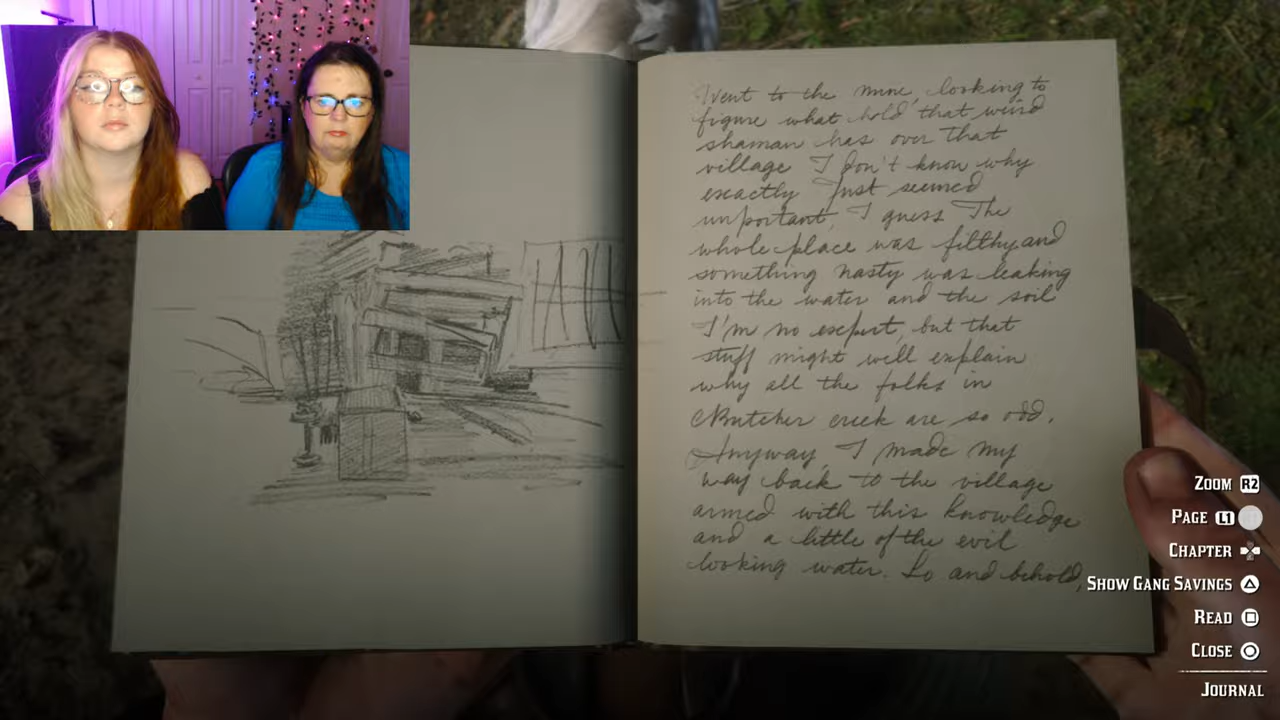 Went to the mine, looking to
figure what hold that weird
shaman has over that
village I don't know why
exactly Just seemed
important, I guess The
whole place was filthy and
something nasty was leaking
into the water and the soil
I'm no expert, but that
stuff might well explain
why all the folks in
Butcher creek are so odd.
Anyway, I made my
way back to the village
armed with this knowledge
and a little of the evil
looking water. Lo and behold,
ZOOM R2
PAGE L1
CHAPTER
SHOW GANG SAVINGS
READ
CLOSE
JOURNAL